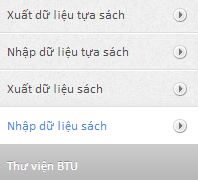 Xuất dữ liệu tựa sách
Nhập dữ liệu tựa sách
Xuất dữ liệu sách
Nhập dữ liệu sách
Thư viện BTU